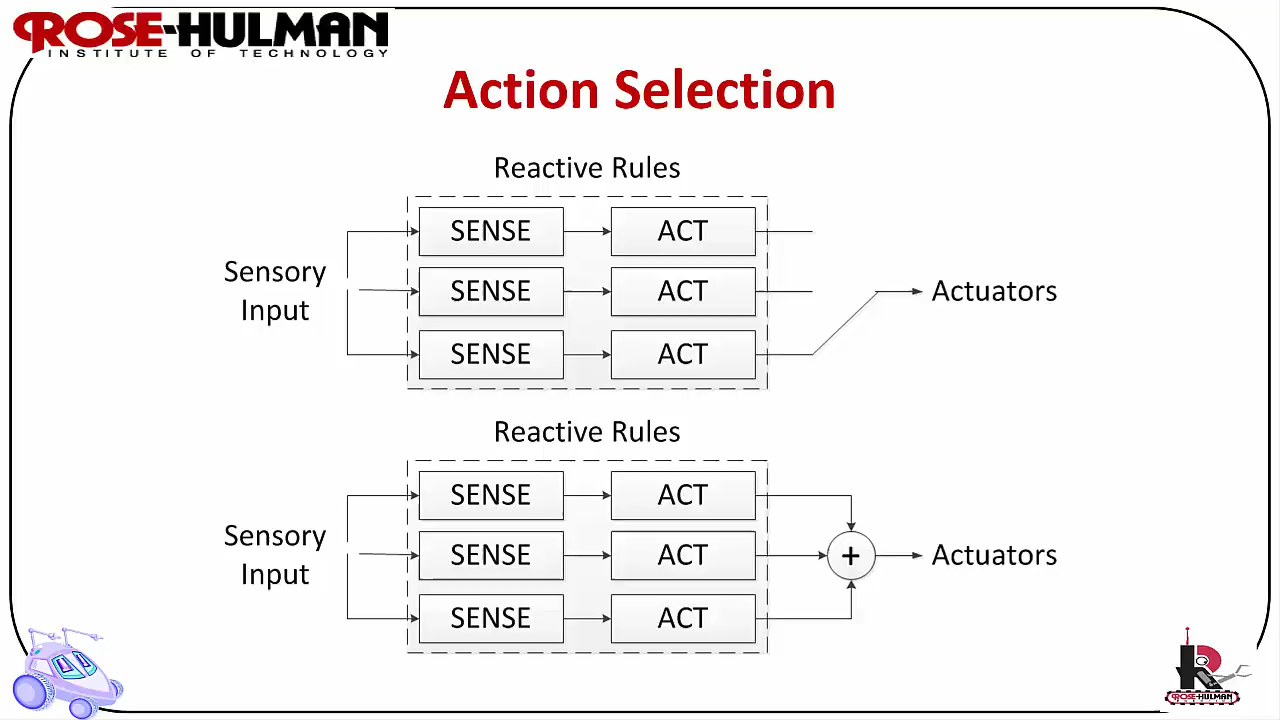 ROSE-HULMAN
INSTITUTE OF TECHNOLOGY
Action Selection
Reactive Rules
SENSE ACT
Sensory
Input
SENSE ACT
Actuators
SENSE ACT
Reactive Rules
SENSE ACT
Sensory
Input
SENSE ACT
+
Actuators
SENSE ACT
R
ROSE-HULMAN